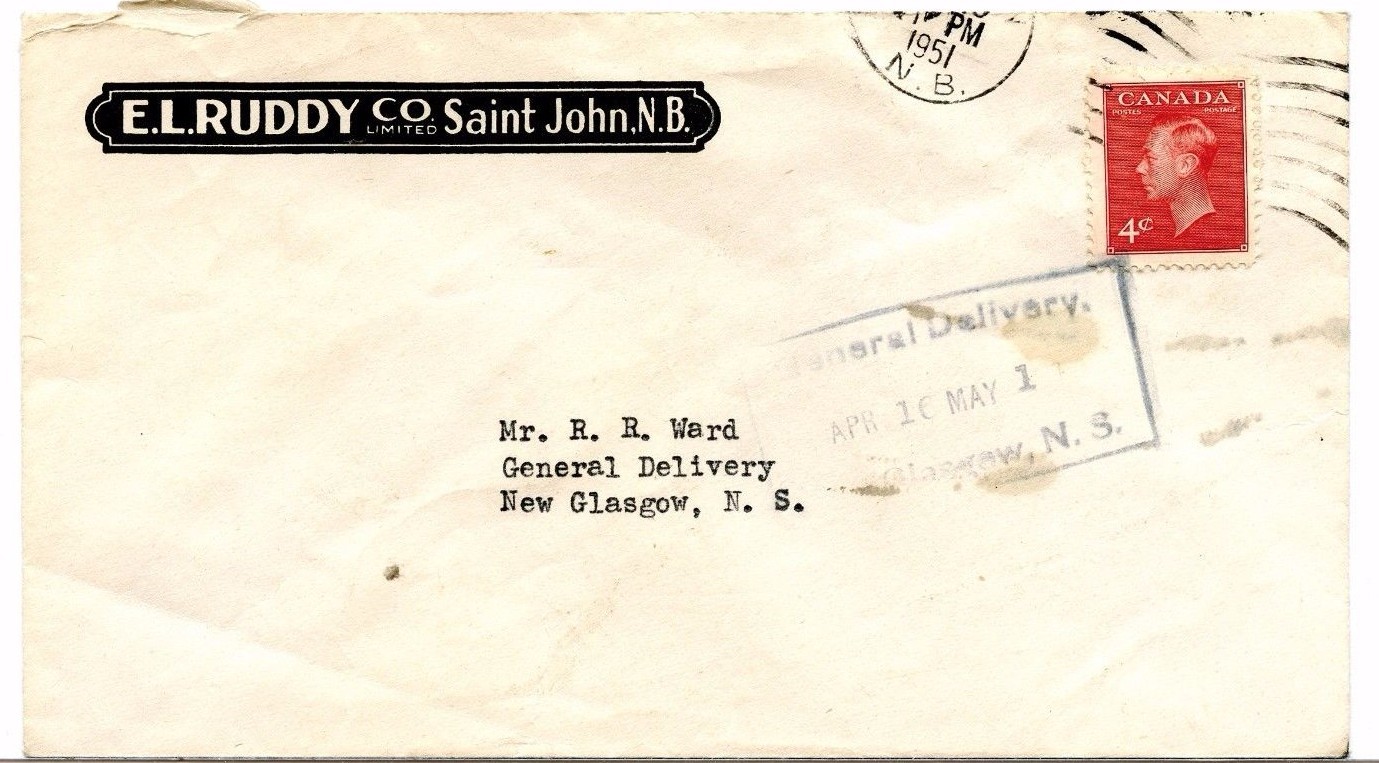 E.L.RUDDY CO. LIMITED Saint John, N.B.
PM
1951
N. B.
CANADA
POSTES POSTAGE
4¢
General Delivery.
APR 16 MAY 1
Glasgow, N. S.
Mr. R. R. Ward
General Delivery
New Glasgow, N. S.